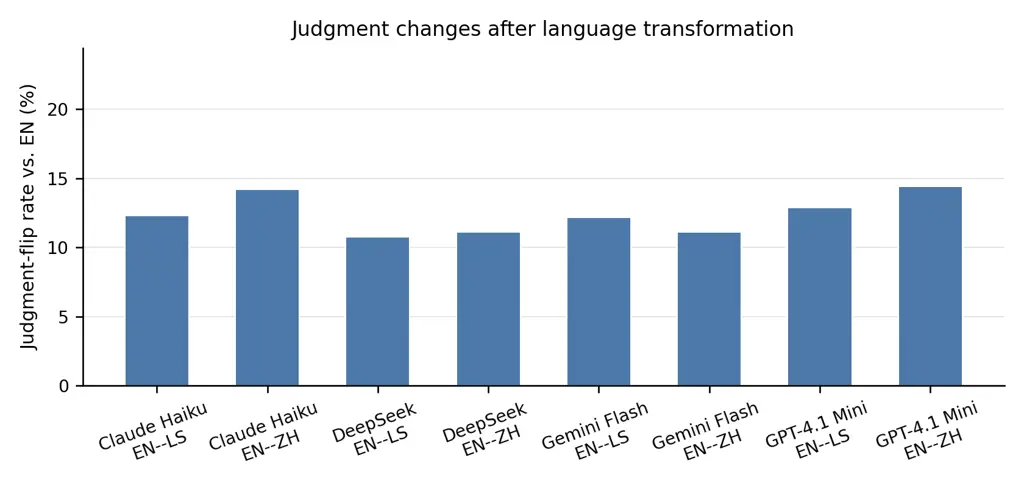 Judgment changes after language transformation
Judgment-flip rate vs. EN (%)
20
15
10
5
0
Claude Haiku
EN--LS
Claude Haiku
EN--ZH
DeepSeek
EN--LS
DeepSeek
EN--ZH
Gemini Flash
EN--LS
Gemini Flash
EN--ZH
GPT-4.1 Mini
EN--LS
GPT-4.1 Mini
EN--ZH